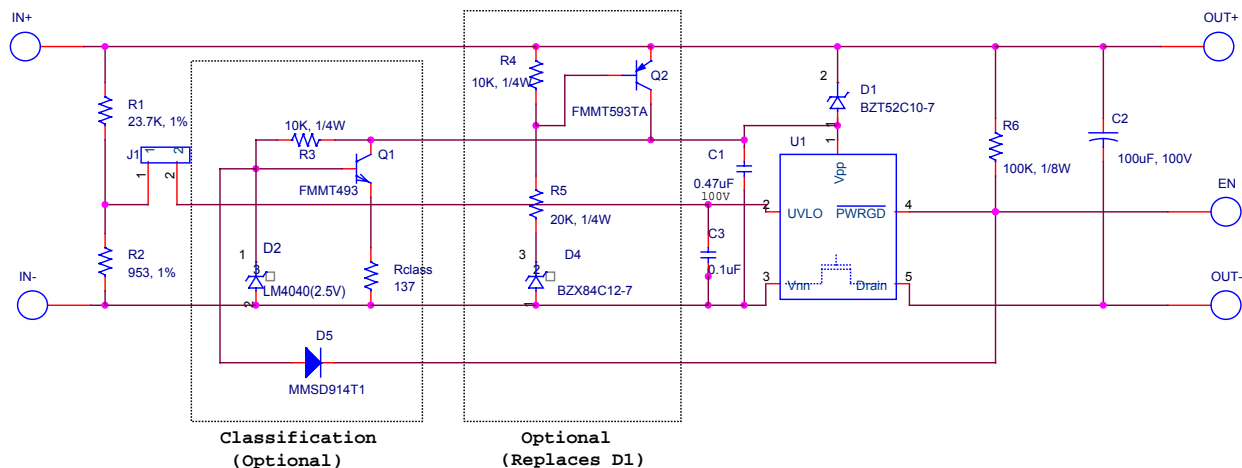 IN+
OUT+
R1
23.7K, 1%
J1
1
2
1
2
R2
953, 1%
IN-
10K, 1/4W
R3
Q1
FMMT493
D2
1
3
2
LM4040(2.5V)
Rclass
137
D5
MMSD914T1
Classification
(Optional)
R4
10K, 1/4W
Q2
FMMT593TA
R5
20K, 1/4W
D4
3
2
1
BZX84C12-7
Optional
(Replaces D1)
2
D1
BZT52C10-7
1
1
U1
C1
0.47uF
100V
C3
0.1uF
Vpp
2
UVLO
PWRGD
4
3
Vnn
Drain
5
R6
100K, 1/8W
C2
100uF, 100V
EN
OUT-